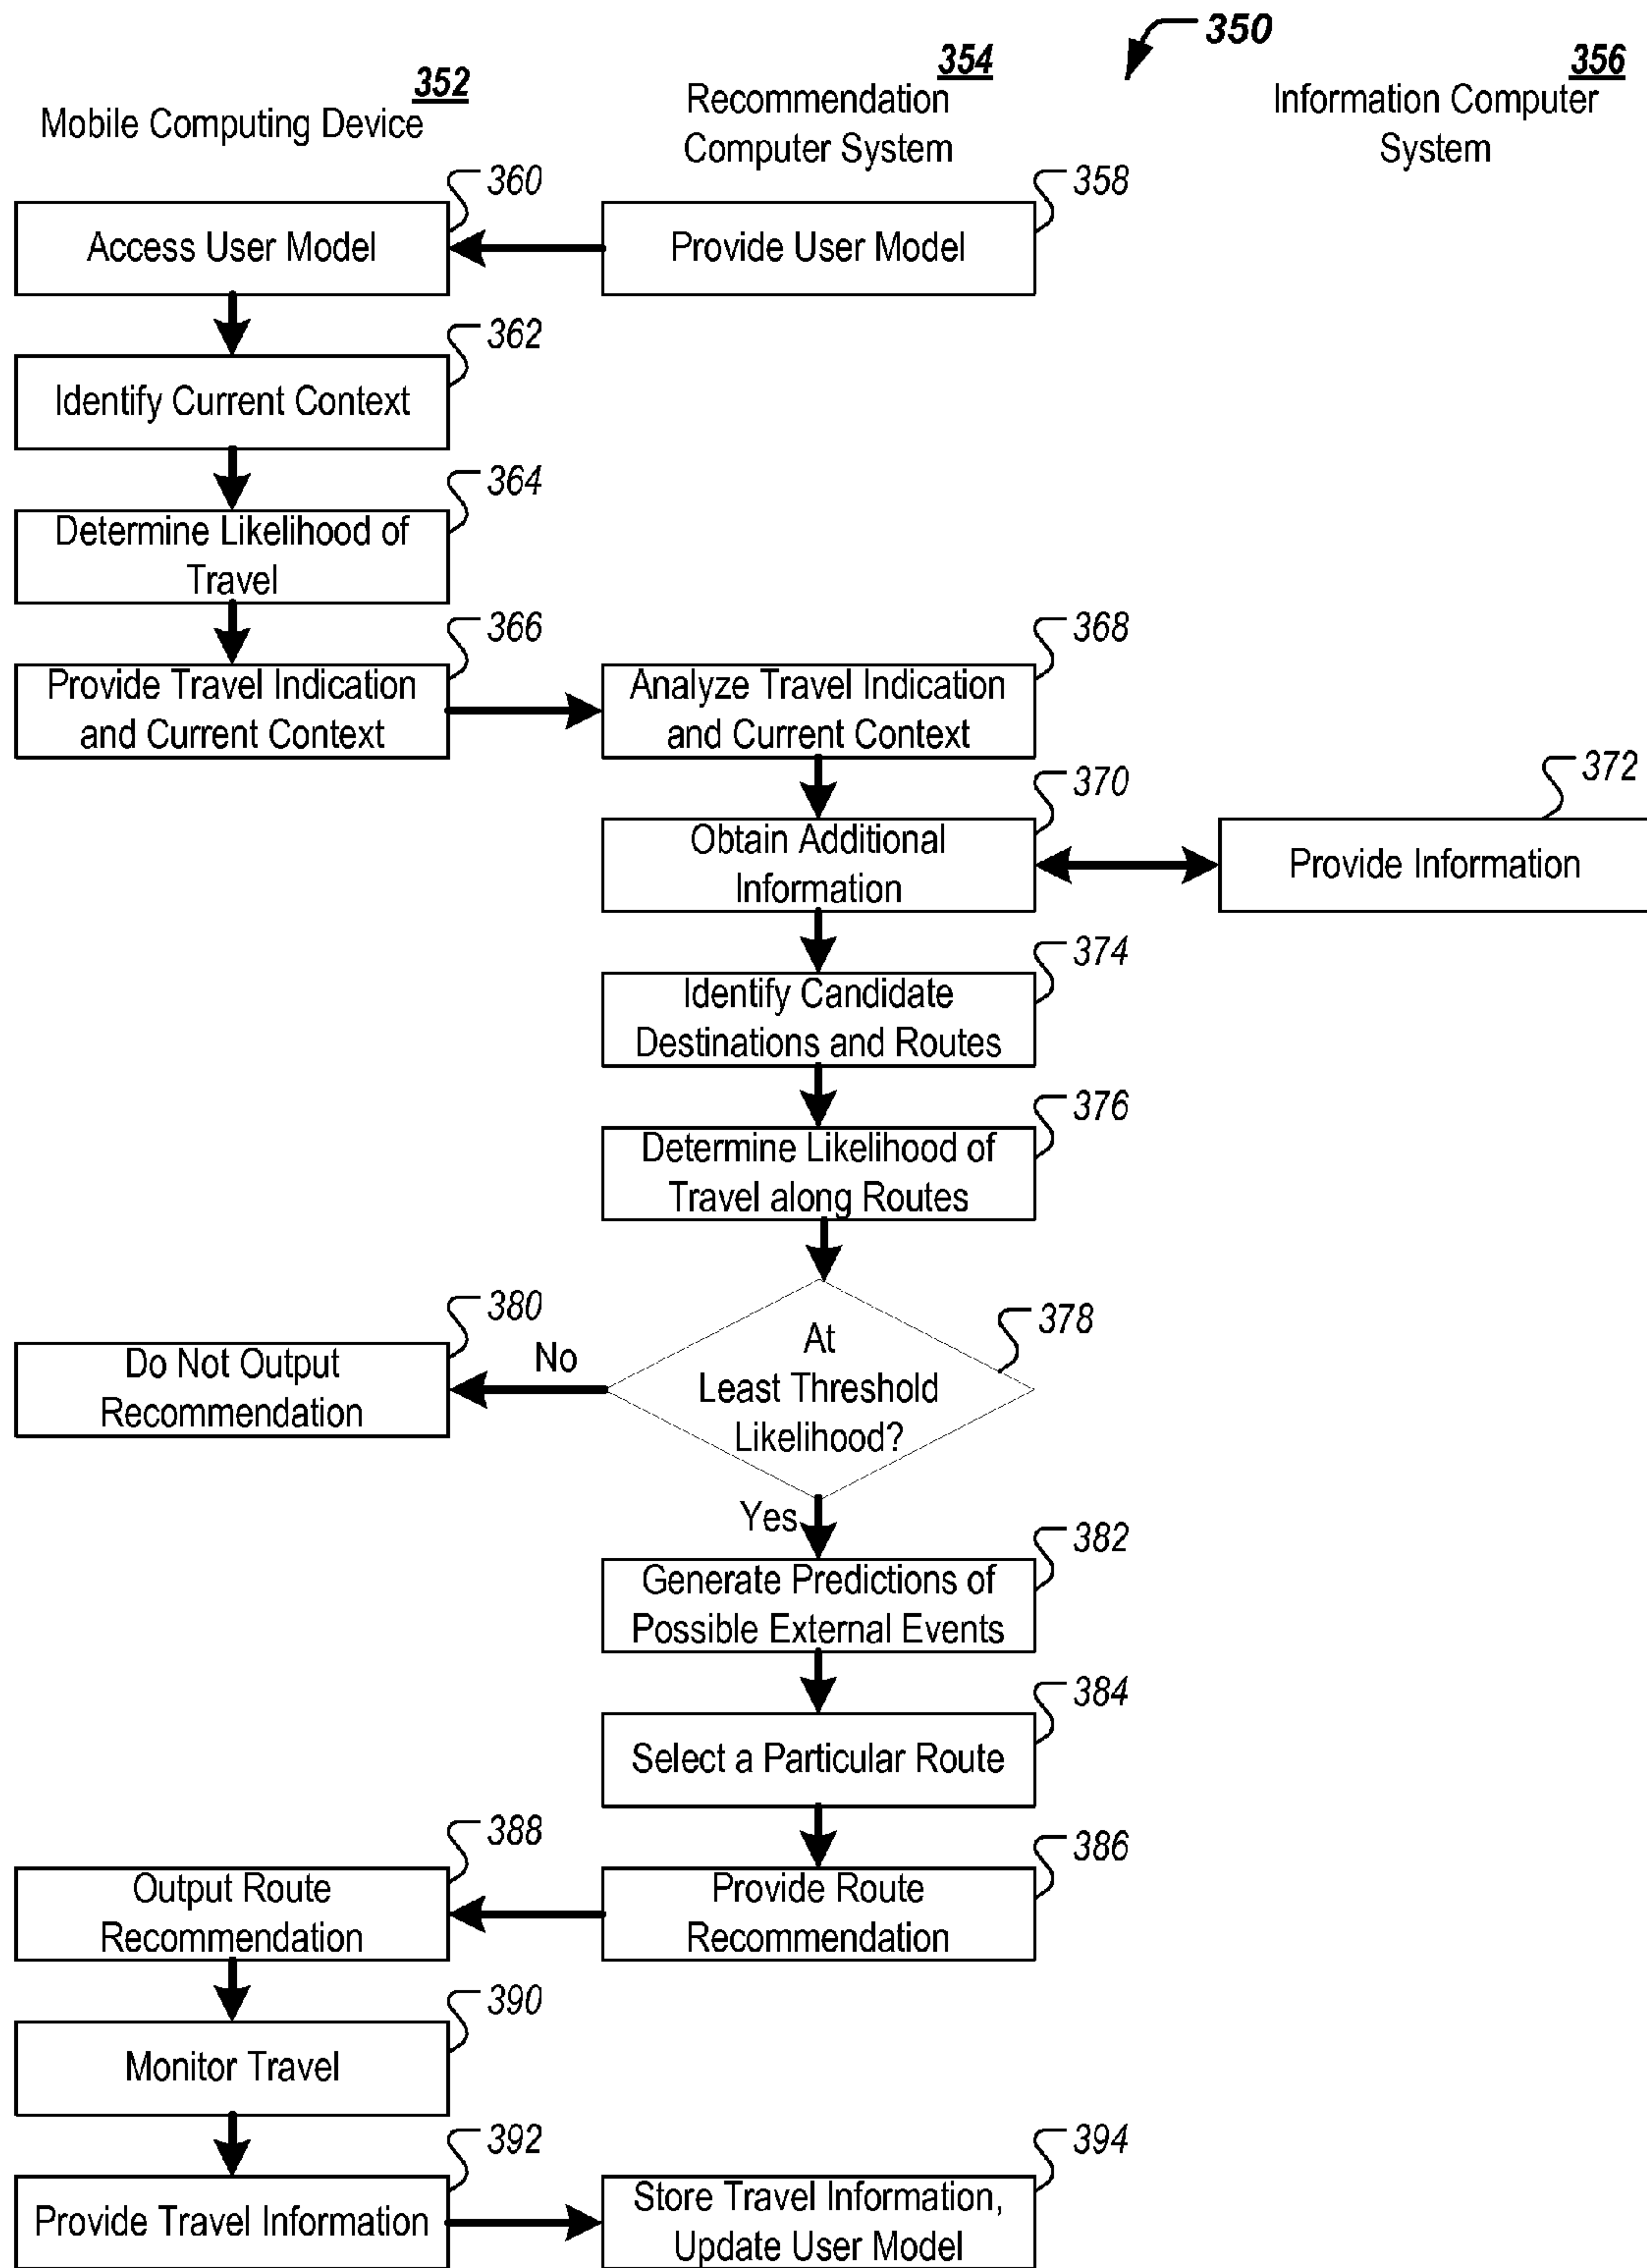 350
352
Mobile Computing Device
354
Recommendation
Computer System
356
Information Computer
System
360
Access User Model
358
Provide User Model
362
Identify Current Context
364
Determine Likelihood of
Travel
366
Provide Travel Indication
and Current Context
368
Analyze Travel Indication
and Current Context
370
Obtain Additional
Information
372
Provide Information
374
Identify Candidate
Destinations and Routes
376
Determine Likelihood of
Travel along Routes
378
At
Least Threshold
Likelihood?
No
380
Do Not Output
Recommendation
Yes
382
Generate Predictions of
Possible External Events
384
Select a Particular Route
386
Provide Route
Recommendation
388
Output Route
Recommendation
390
Monitor Travel
392
Provide Travel Information
394
Store Travel Information,
Update User Model